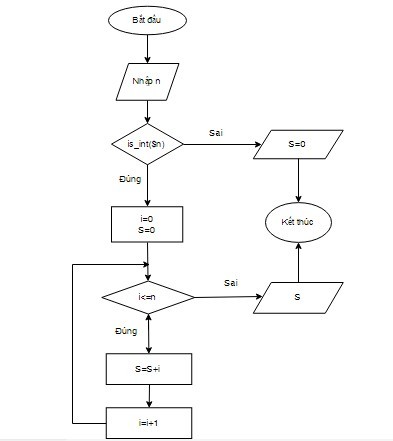 Bắt đầu
Nhập n
is_int($n)
Sai
S=0
Đúng
i=0
S=0
Kết thúc
i<=n
Sai
S
Đúng
S=S+i
i=i+1